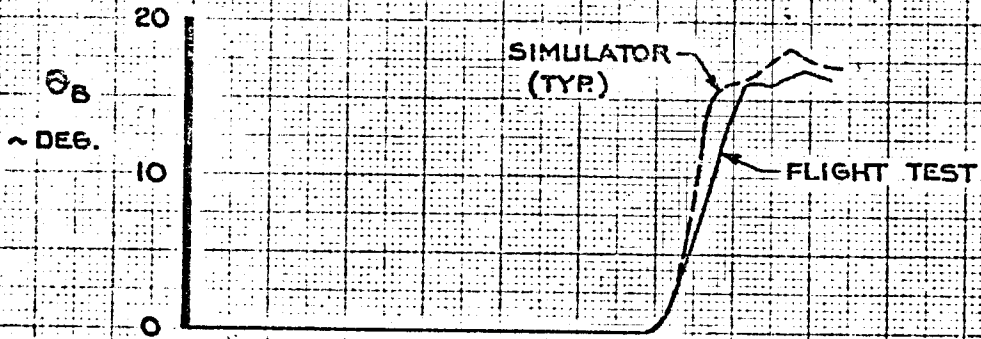 20
SIMULATOR
(TYP.)
ΘB
~ DEG.
10
FLIGHT TEST
0